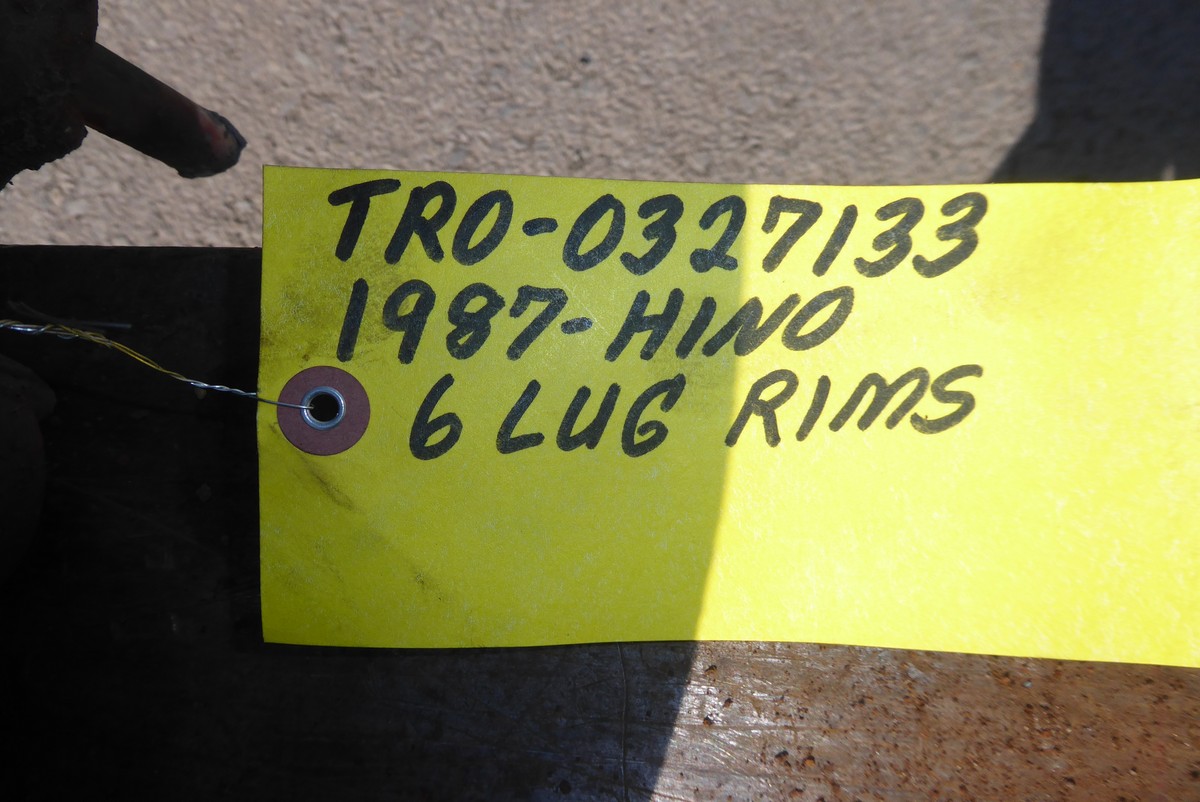 TRO-0327133
1987-HINO
6 LUG RIMS